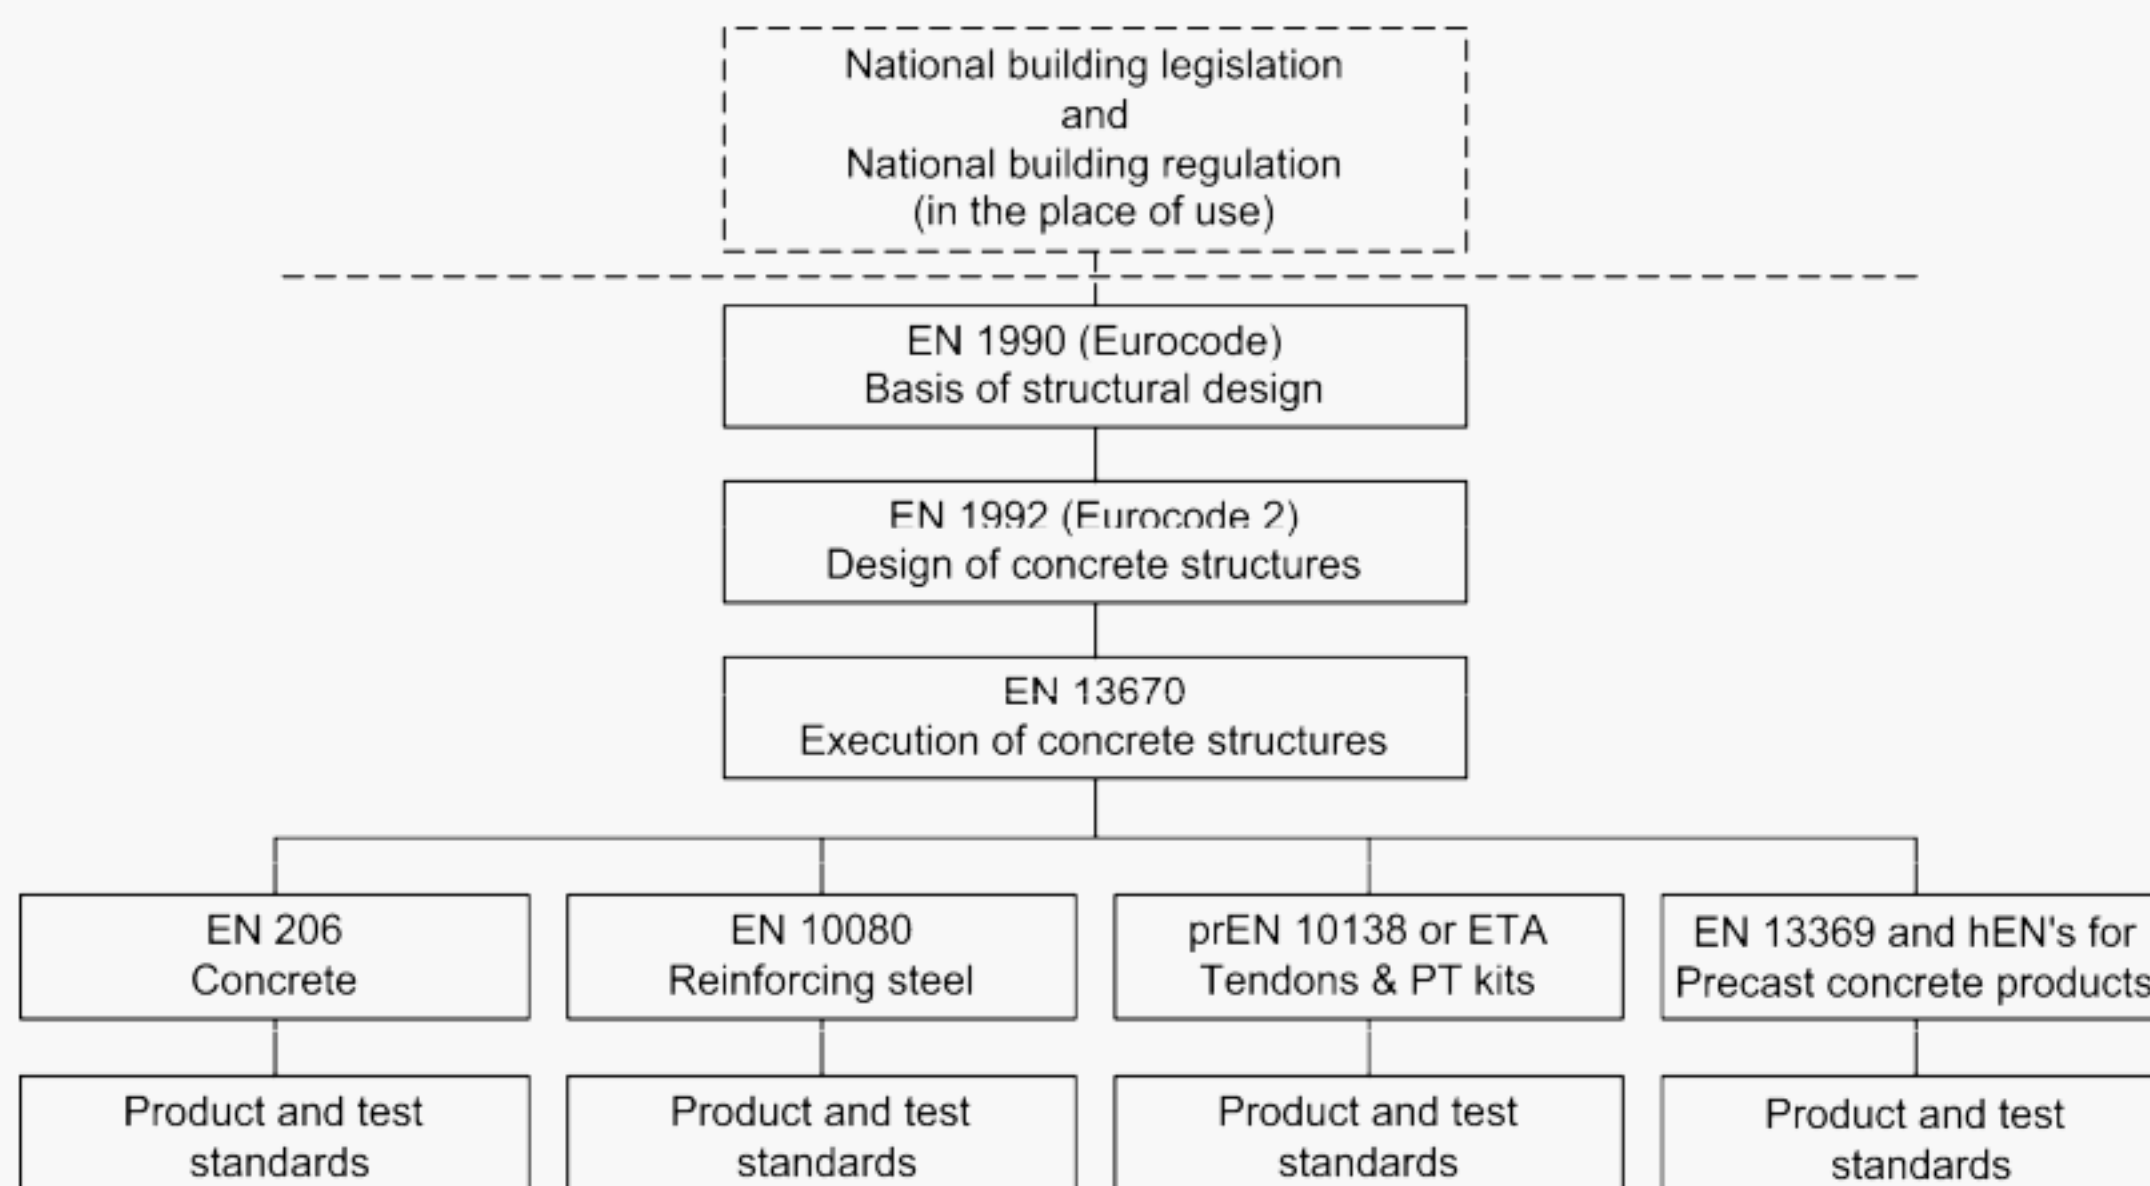 National building legislation
and
National building regulation
(in the place of use)
EN 1990 (Eurocode)
Basis of structural design
EN 1992 (Eurocode 2)
Design of concrete structures
EN 13670
Execution of concrete structures
EN 206
Concrete
EN 10080
Reinforcing steel
prEN 10138 or ETA
Tendons & PT kits
EN 13369 and hEN's for
Precast concrete products
Product and test
standards
Product and test
standards
Product and test
standards
Product and test
standards